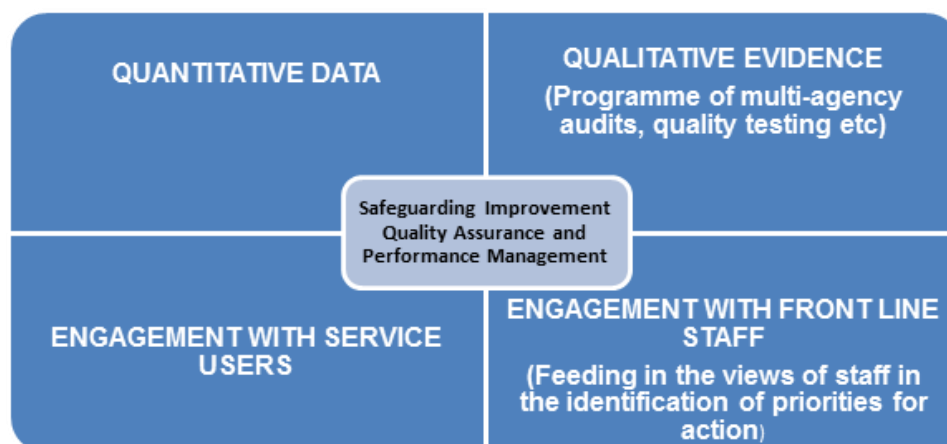 QUANTITATIVE DATA
QUALITATIVE EVIDENCE
(Programme of multi-agency
audits, quality testing etc)
Safeguarding Improvement
Quality Assurance and
Performance Management
ENGAGEMENT WITH SERVICE
USERS
ENGAGEMENT WITH FRONT LINE
STAFF
(Feeding in the views of staff in
the identification of priorities for
action)